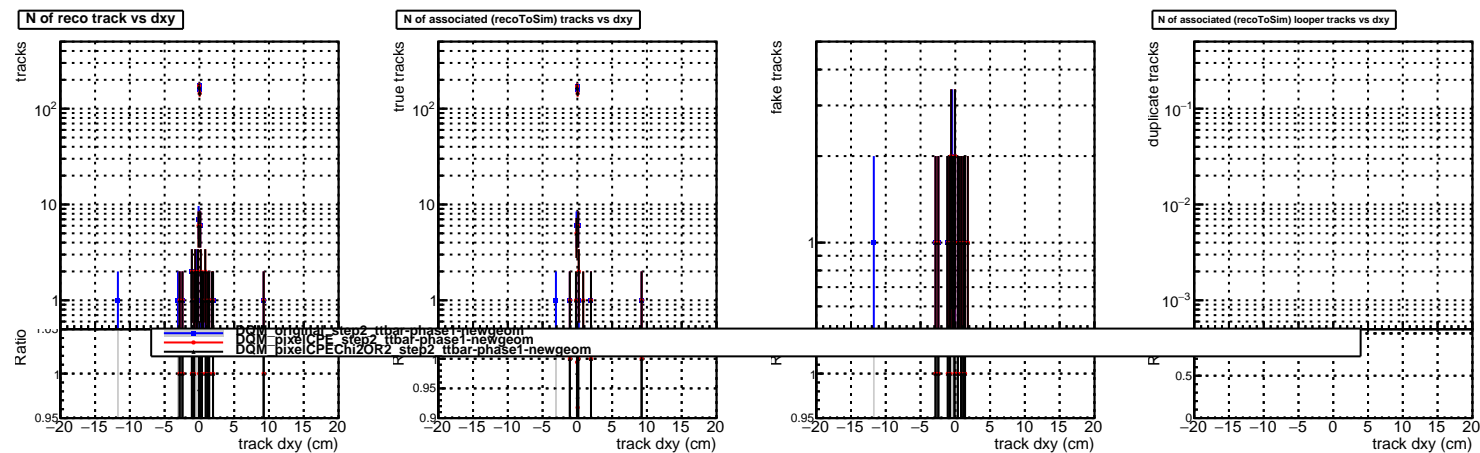 N of reco track vs dxy
N of associated (recoToSim) tracks vs dxy
N of associated (recoToSim) looper tracks vs dxy
tracks
10²
10
1
true tracks
10²
10
1
fake tracks
1
duplicate tracks
10⁻¹
10⁻²
10⁻³
DQM_original_step2_ttbar-phase1-newgeom
DQM_pixelCPE_step2_ttbar-phase1-newgeom
DQM_pixelCPEChi2OR2_step2_ttbar-phase1-newgeom
Ratio
1
0.95
−20 −15 −10 −5 0 5 10 15 20
track dxy (cm)
1
0.95
0.9
−20 −15 −10 −5 0 5 10 15 20
track dxy (cm)
1
0.95
−20 −15 −10 −5 0 5 10 15 20
track dxy (cm)
0.5
0
−20 −15 −10 −5 0 5 10 15 20
track dxy (cm)